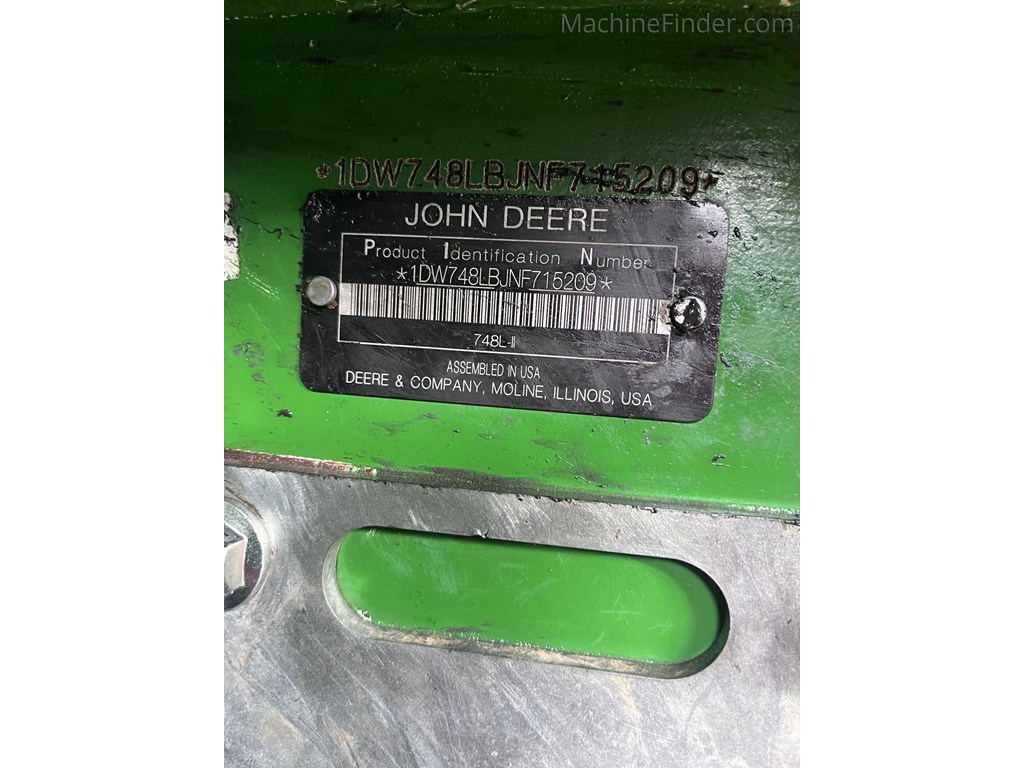 MachineFinder.com
*1DW748LBJNF715209*
JOHN DEERE
Product Identification Number
*1DW748LBJNF715209*
748L-II
ASSEMBLED IN USA
DEERE & COMPANY, MOLINE, ILLINOIS, USA